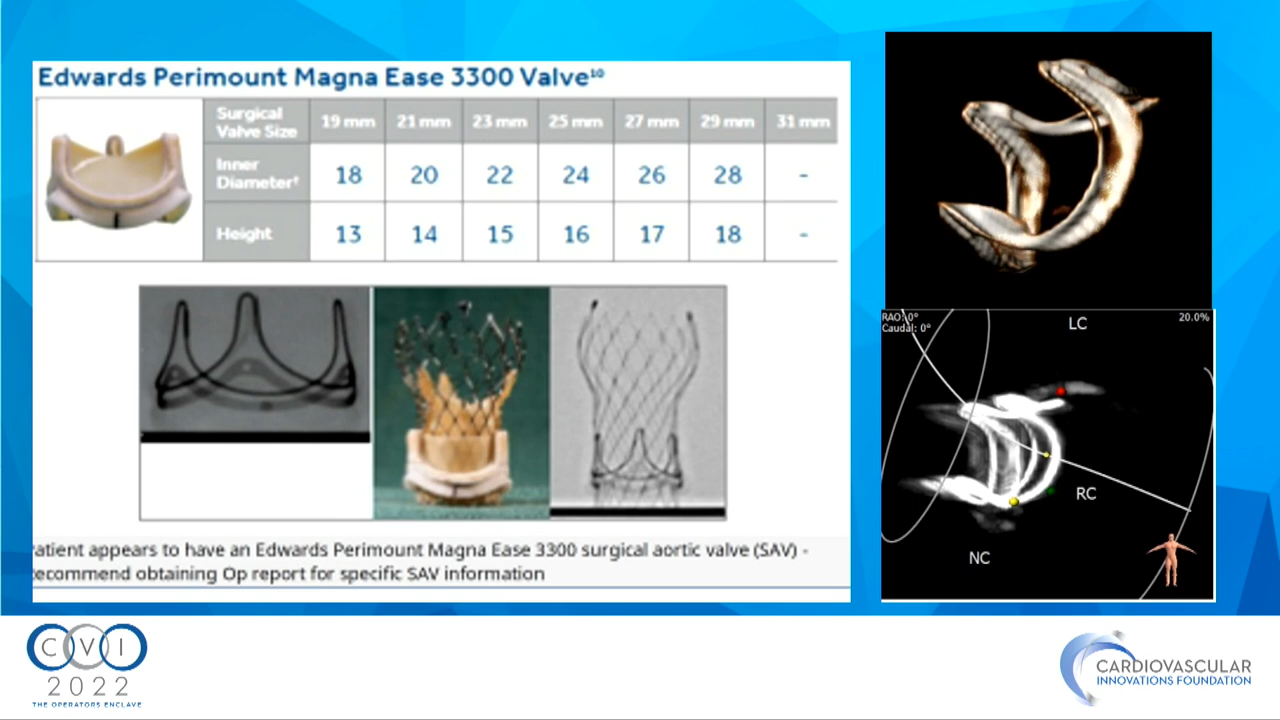 Edwards Perimount Magna Ease 3300 Valve¹⁰
Surgical Valve Size 19 mm 21 mm 23 mm 25 mm 27 mm 29 mm 31 mm
Inner Diameter† 18 20 22 24 26 28 -
Height 13 14 15 16 17 18 -
atient appears to have an Edwards Perimount Magna Ease 3300 surgical aortic valve (SAV) -
ecommend obtaining Op report for specific SAV information
RAO: 0°
Caudal: 0°
20.0%
LC
RC
NC
CVI
2022
THE OPERATORS ENCLAVE
CARDIOVASCULAR
INNOVATIONS FOUNDATION